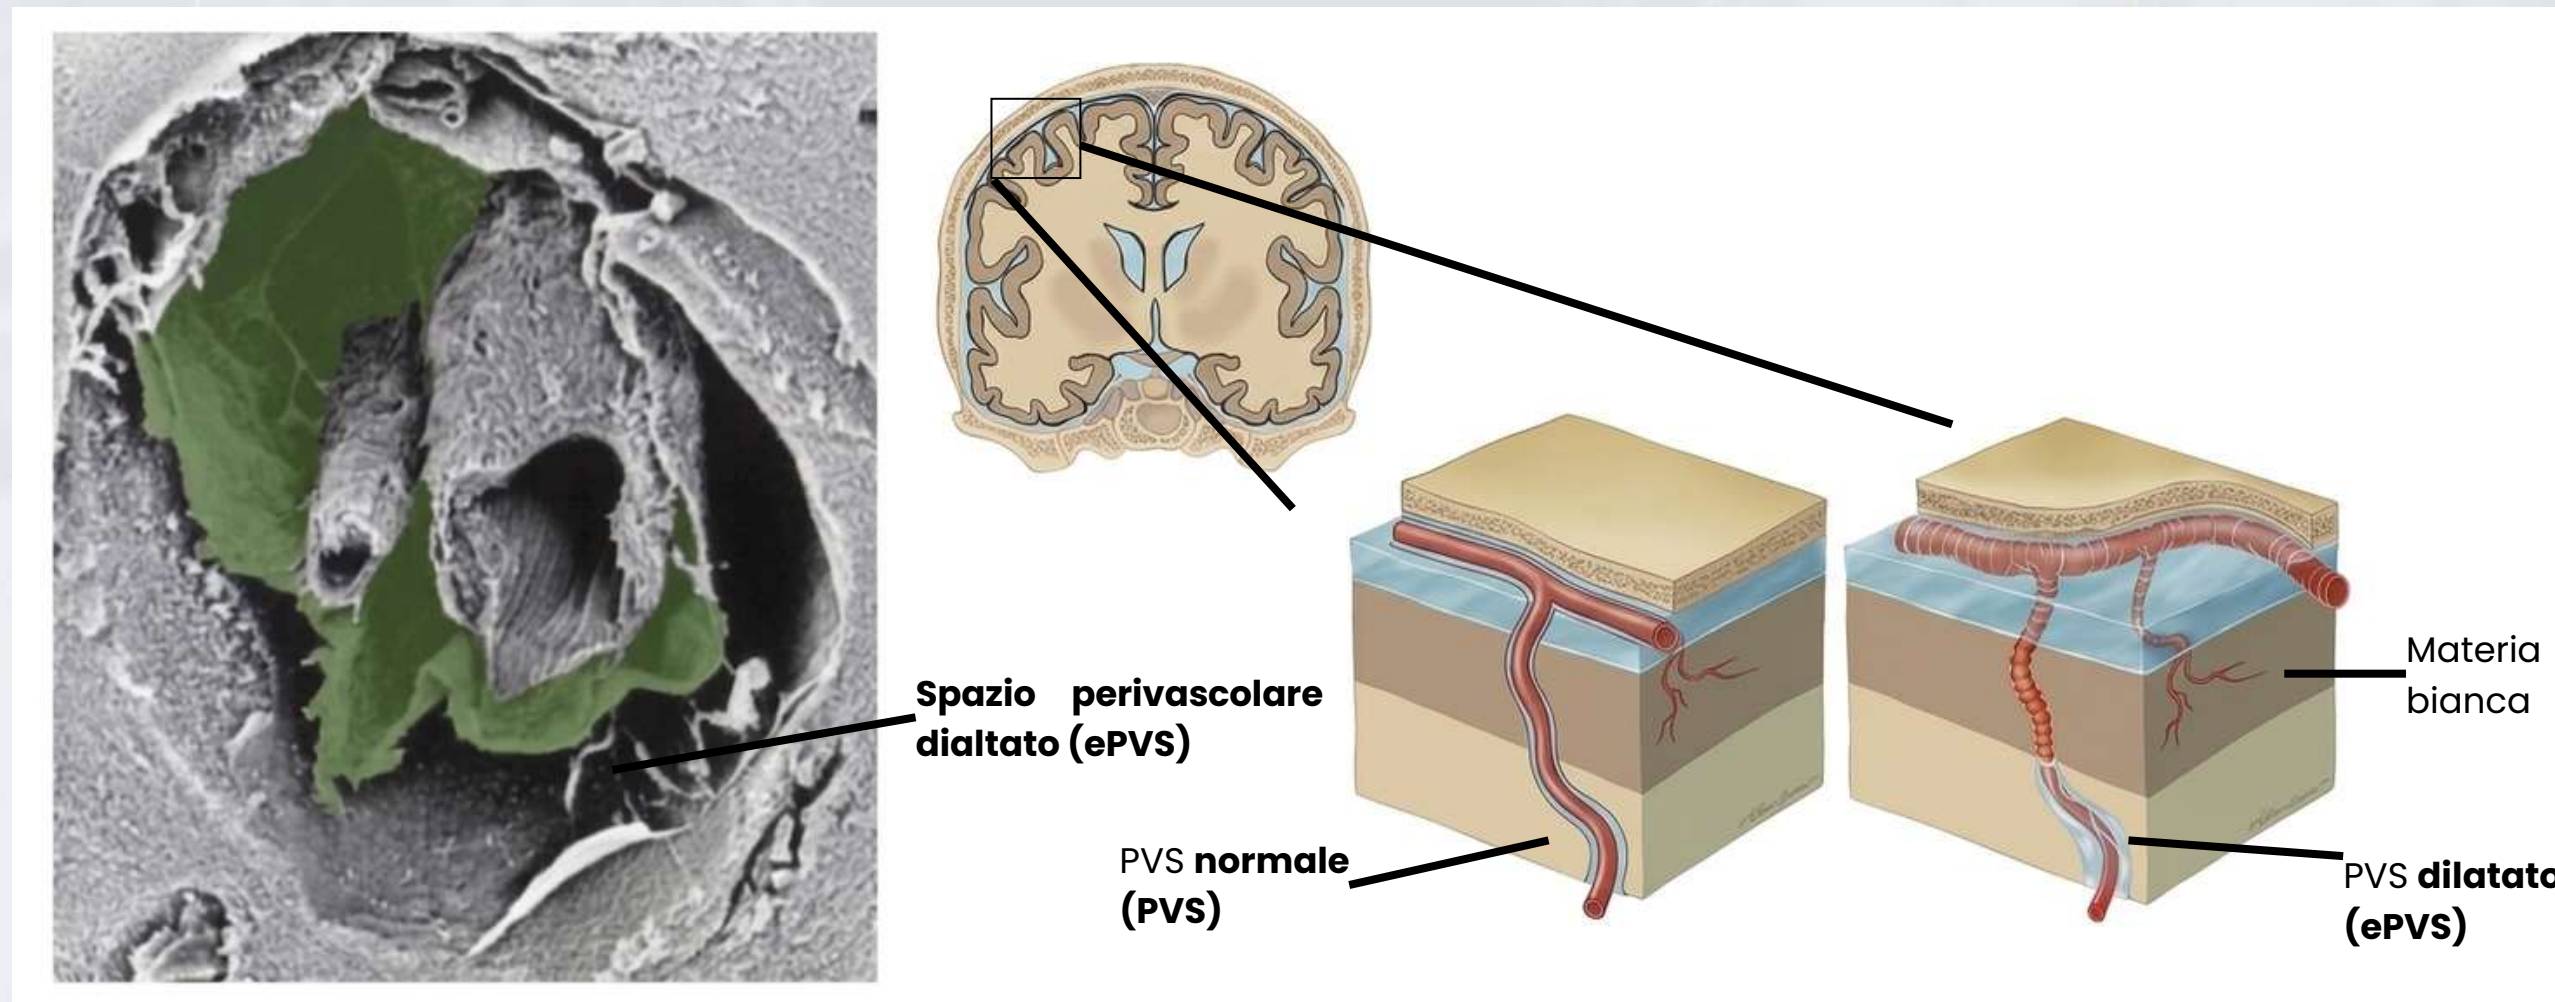 Spazio perivascolare
dialtato (ePVS)
PVS normale
(PVS)
Materia
bianca
PVS dilatato
(ePVS)